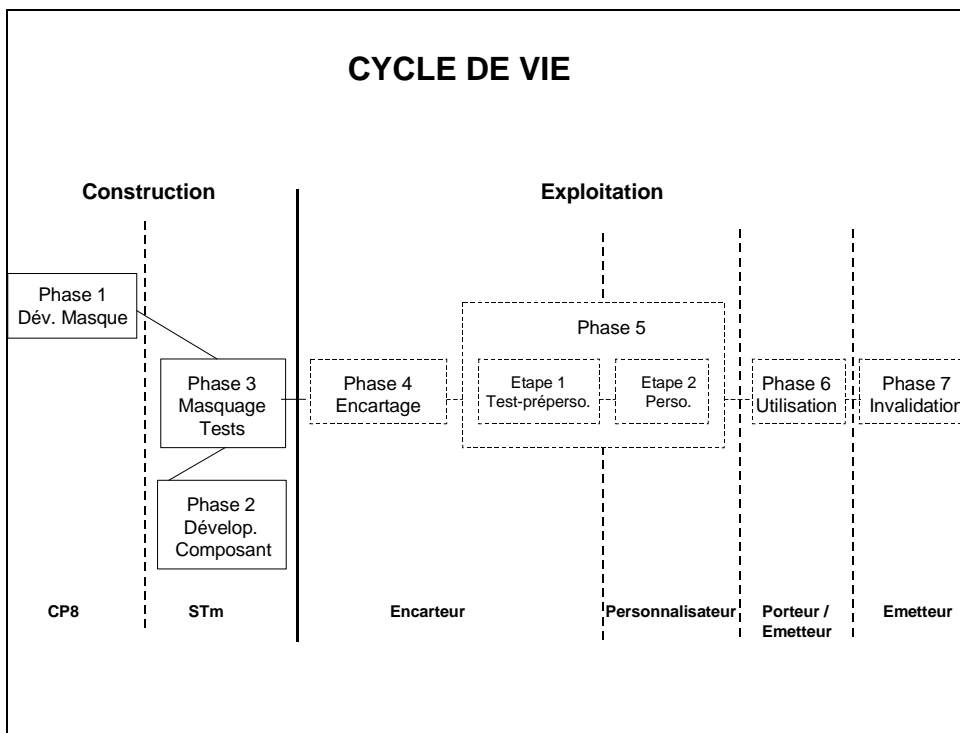 CYCLE DE VIE
Construction
Exploitation
Phase 1
Dév. Masque
Phase 3
Masquage
Tests
Phase 2
Dévelop.
Composant
Phase 4
Encartage
Phase 5
Etape 1
Test-préperso.
Etape 2
Perso.
Phase 6
Utilisation
Phase 7
Invalidation
CP8
STm
Encarteur
Personnalisateur
Porteur /
Emetteur
Emetteur